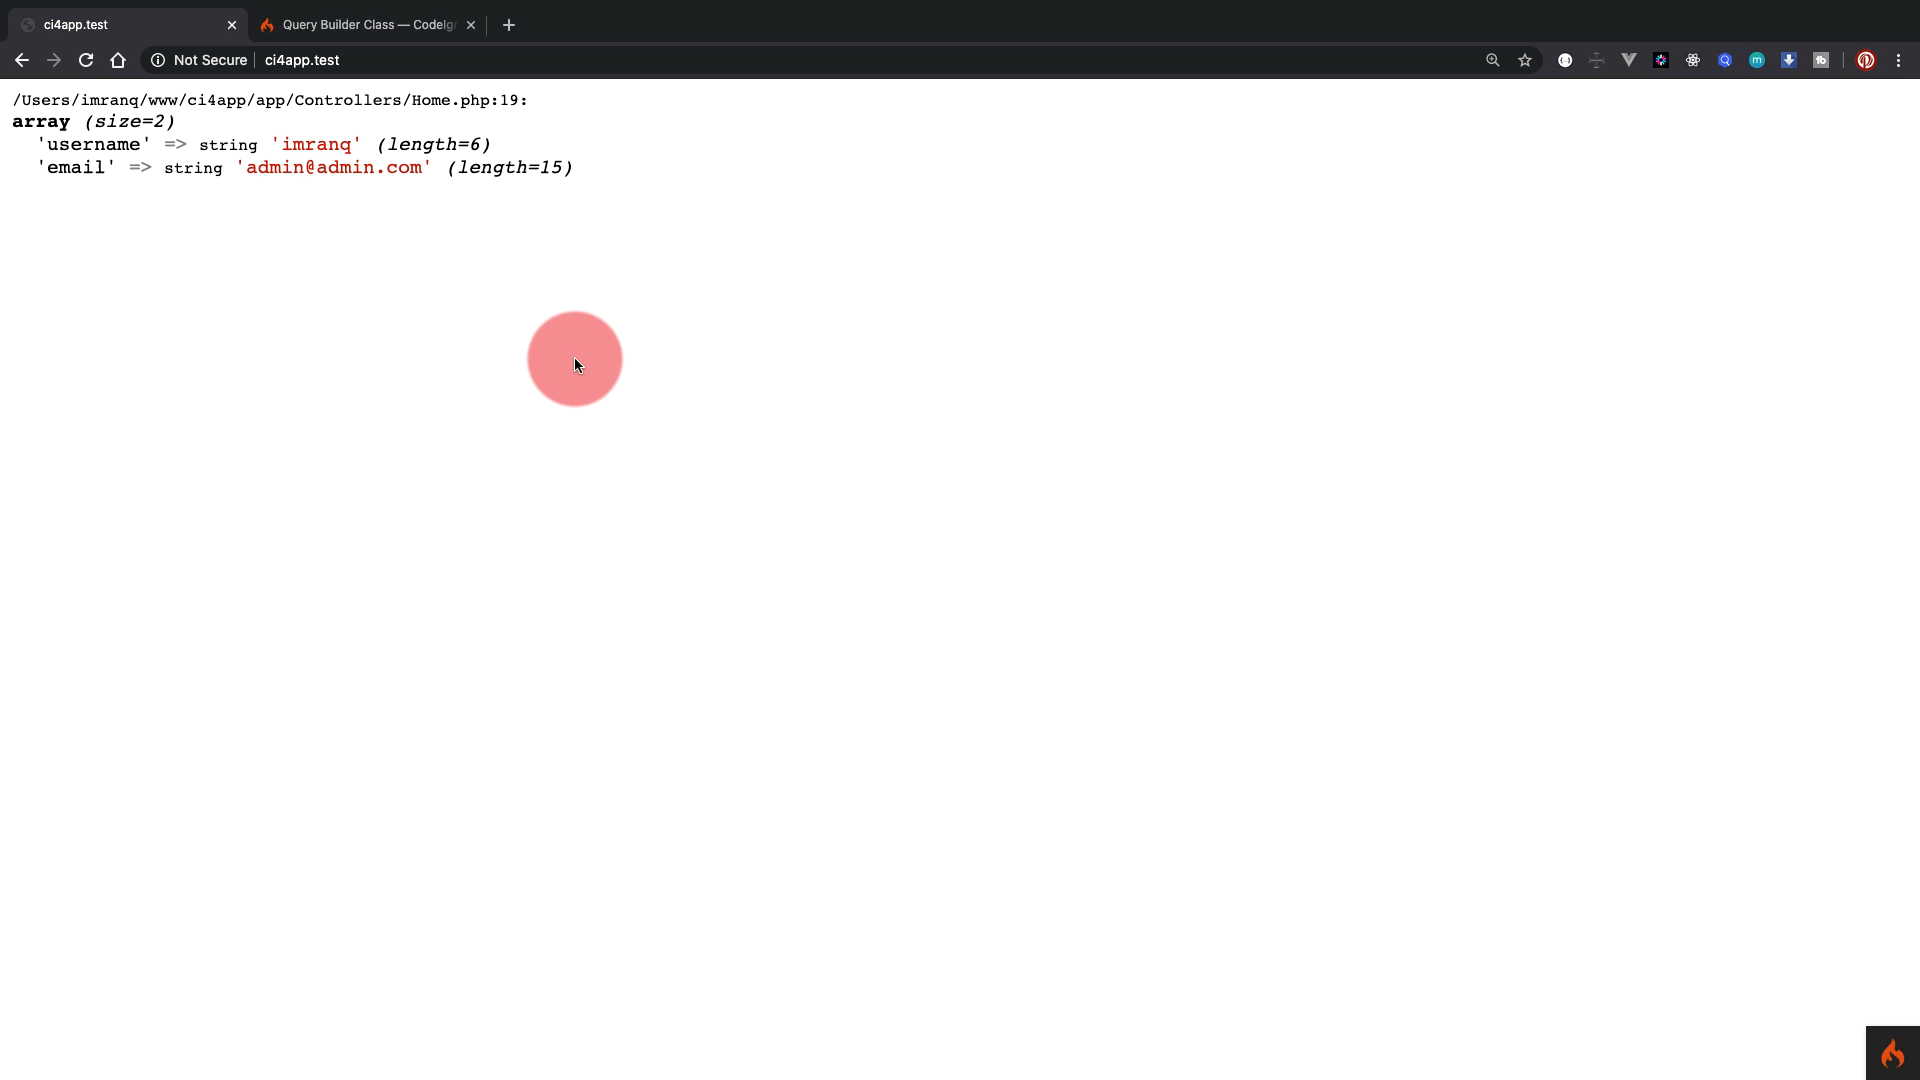 ci4app.test
Query Builder Class — CodeIg
Not Secure
ci4app.test
/Users/imranq/www/ci4app/app/Controllers/Home.php:19:
array (size=2)
'username' => string 'imranq' (length=6)
'email' => string 'admin@admin.com' (length=15)